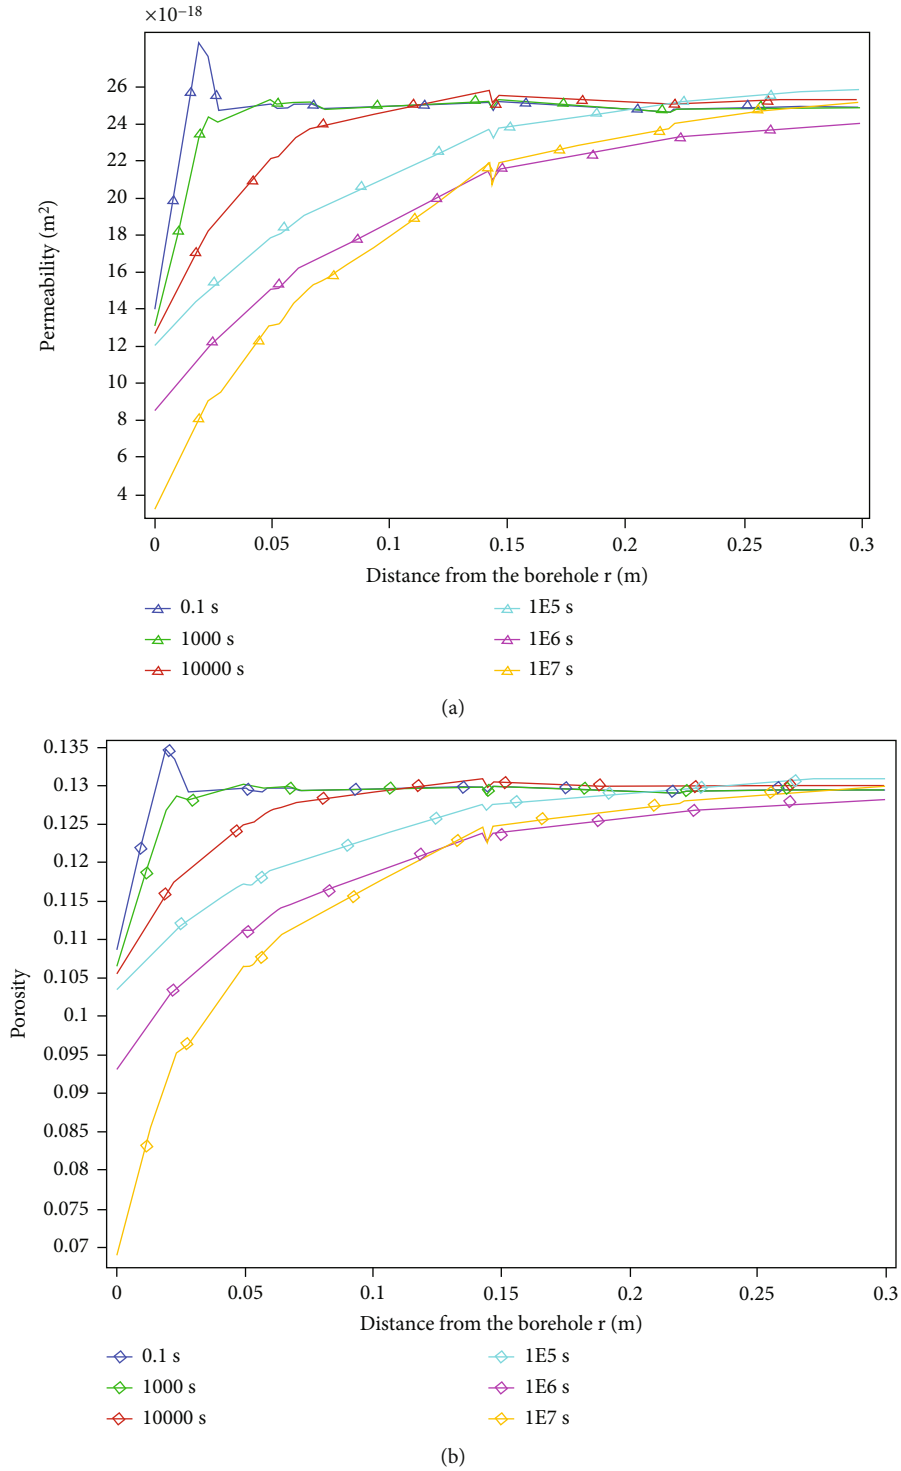 ×10⁻¹⁸
26
24
22
20
18
16
14
12
10
8
6
4
Permeability (m²)
0 0.05 0.1 0.15 0.2 0.25 0.3
Distance from the borehole r (m)
0.1 s 1E5 s
1000 s 1E6 s
10000 s 1E7 s
(a)
0.135
0.13
0.125
0.12
0.115
0.11
0.105
0.1
0.095
0.09
0.085
0.08
0.075
0.07
Porosity
0 0.05 0.1 0.15 0.2 0.25 0.3
Distance from the borehole r (m)
0.1 s 1E5 s
1000 s 1E6 s
10000 s 1E7 s
(b)